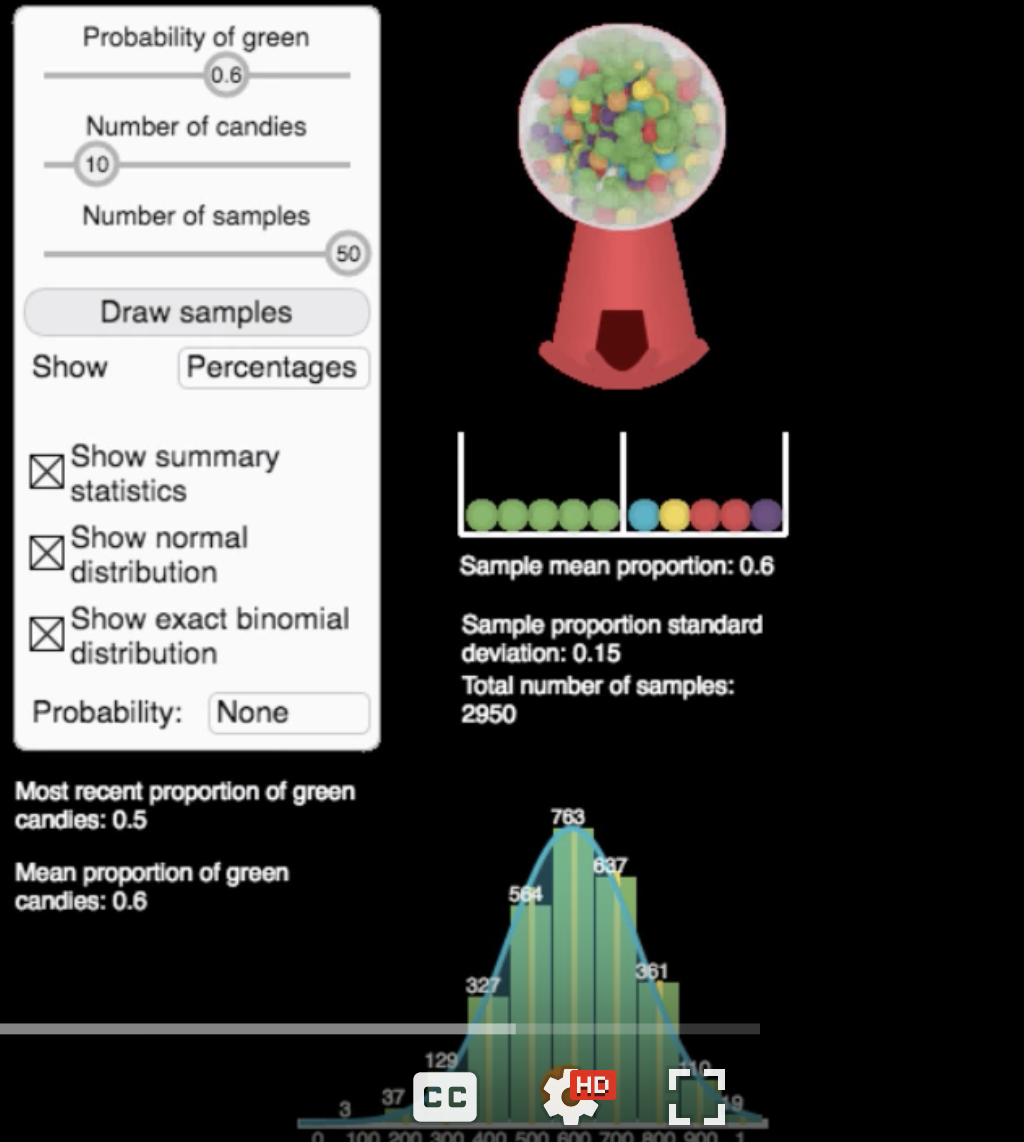 Probability of green
0.6
Number of candies
10
Number of samples
50
Draw samples
Show Percentages
Show summary
statistics
Show normal
distribution
Show exact binomial
distribution
Probability: None
Sample mean proportion: 0.6
Sample proportion standard
deviation: 0.15
Total number of samples:
2950
Most recent proportion of green
candies: 0.5
Mean proportion of green
candies: 0.6
763
637
564
361
327
129
110
37
19
3
CC
HD
0 100 200 300 400 500 600 700 800 900 1